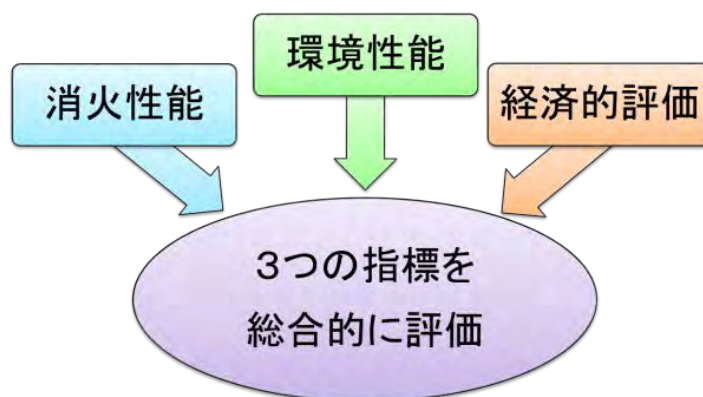 消火性能
環境性能
経済的評価
3つの指標を
総合的に評価